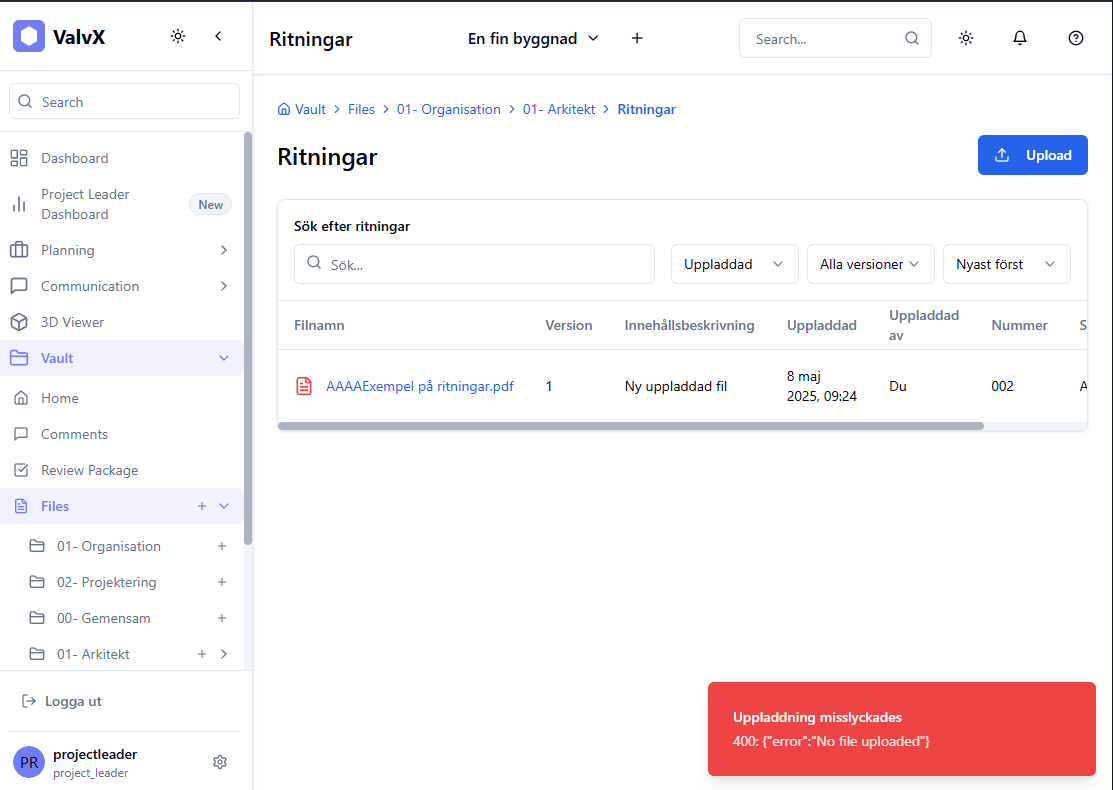 ValvX
Ritningar
En fin byggnad
Search...
Search
Dashboard
Project Leader
Dashboard
New
Planning
Communication
3D Viewer
Vault
Home
Comments
Review Package
Files
01- Organisation
02- Projektering
00- Gemensam
01- Arkitekt
Logga ut
PR
projectleader
project_leader
Vault > Files > 01- Organisation > 01- Arkitekt > Ritningar
Ritningar
Upload
Sök efter ritningar
Sök...
Uppladdad
Alla versioner
Nyast först
Filnamn Version Innehållsbeskrivning Uppladdad Uppladdad av Nummer S
AAAAExempel på ritningar.pdf 1 Ny uppladdad fil 8 maj 2025, 09:24 Du 002 A
Uppladdning misslyckades
400: {"error":"No file uploaded"}